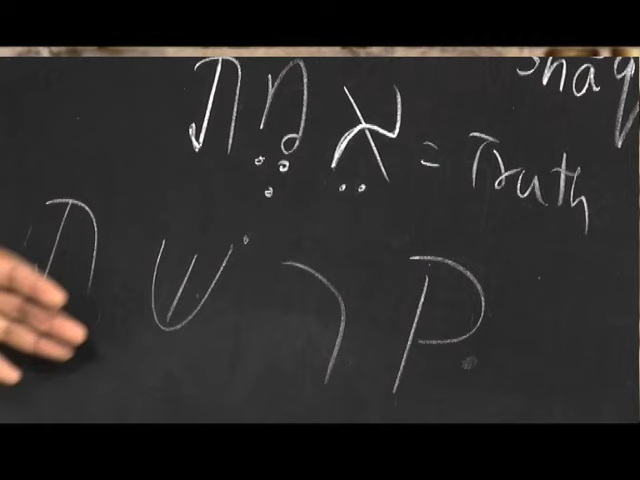 אֵמֶת = Truth
ק ר שׁ ת